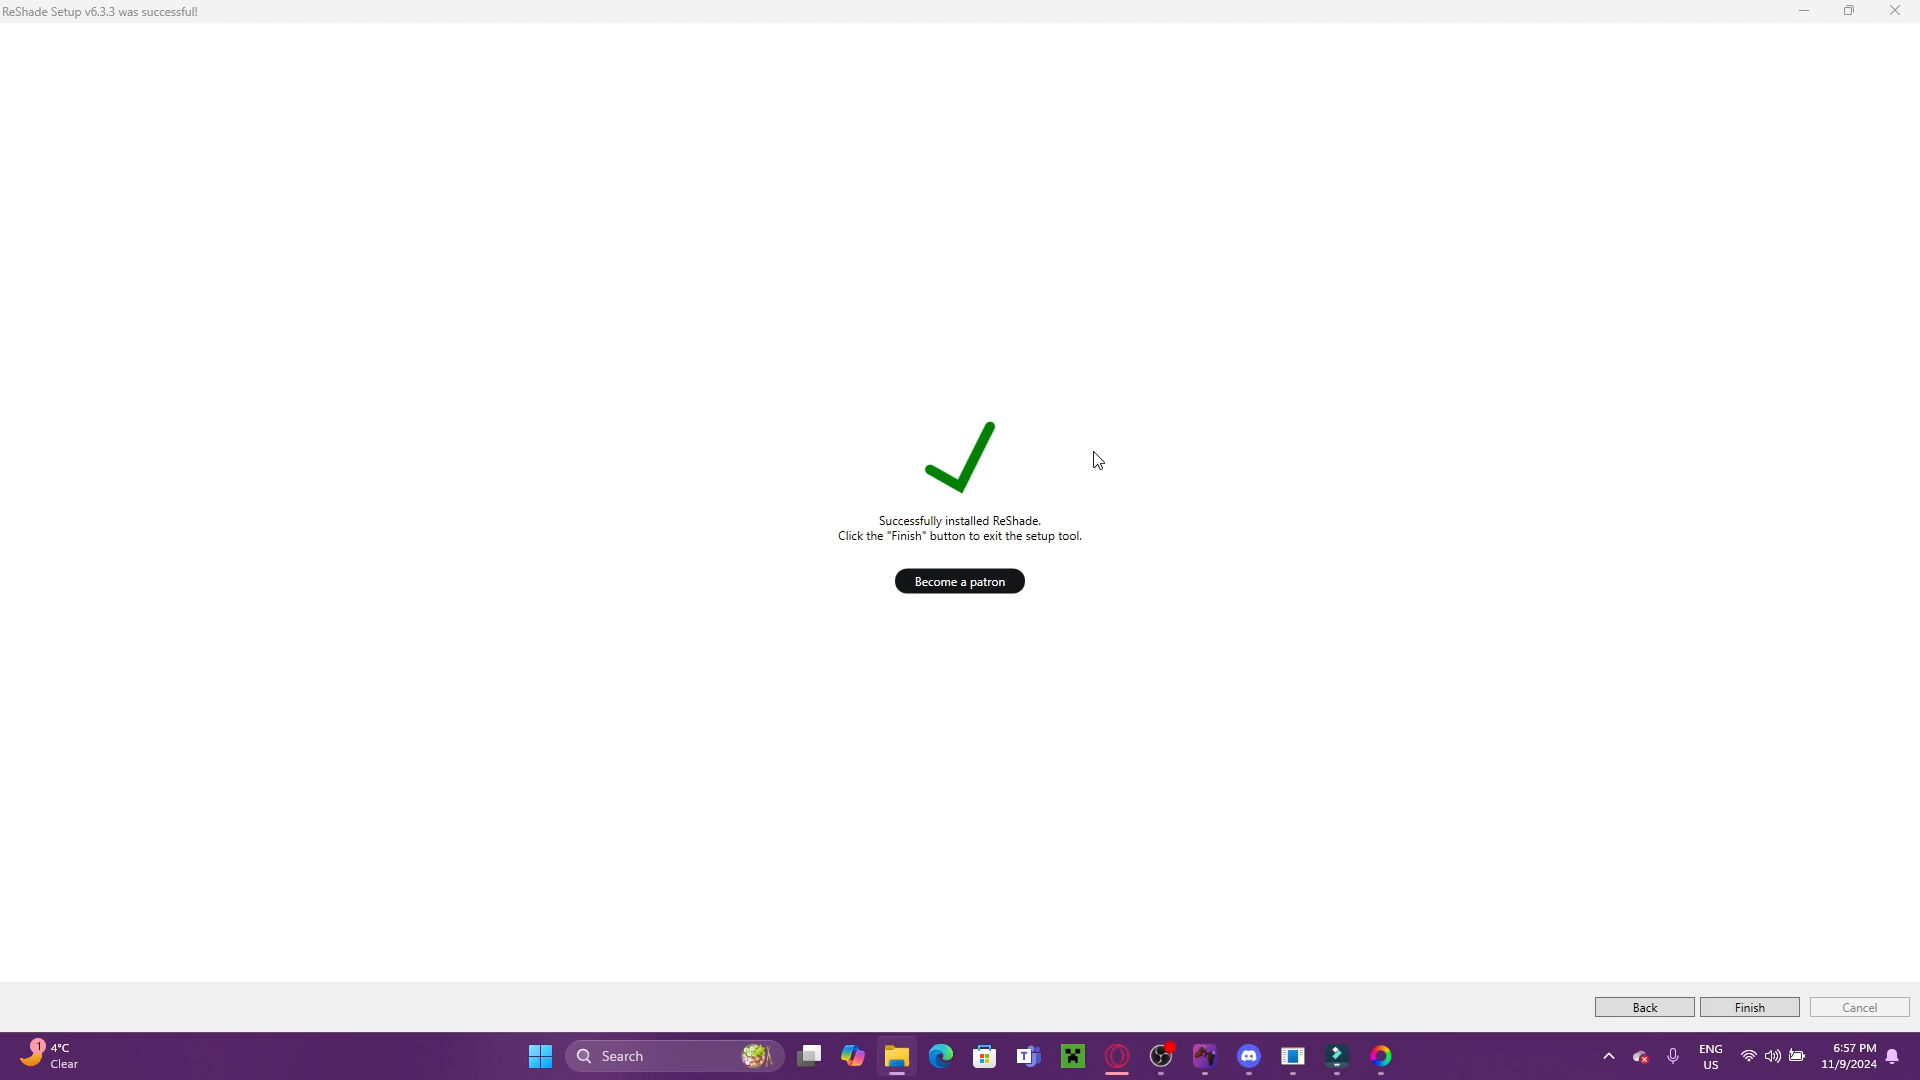 ReShade Setup v6.3.3 was successful!
Successfully installed ReShade.
Click the "Finish" button to exit the setup tool.
Become a patron
Back
Finish
Cancel
1
4°C
Clear
Search
T
ENG
US
6:57 PM
11/9/2024